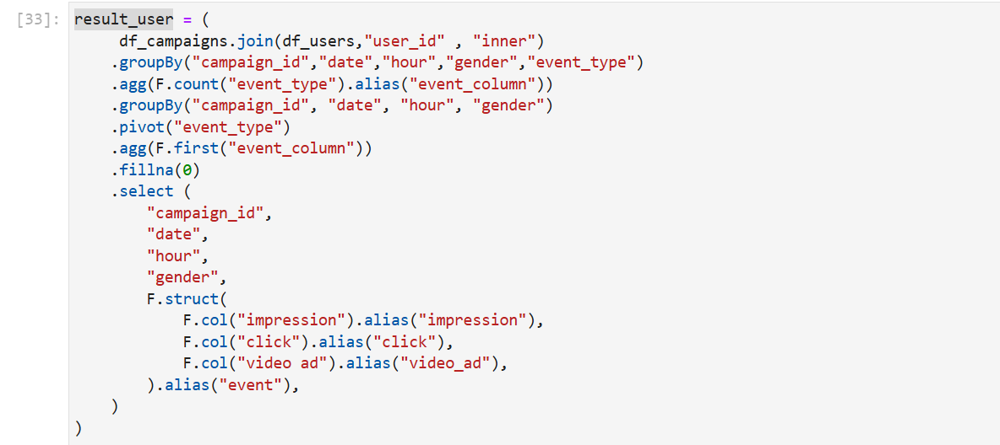 [33]: result_user = (
df_campaigns.join(df_users,"user_id" , "inner")
.groupBy("campaign_id","date","hour","gender","event_type")
.agg(F.count("event_type").alias("event_column"))
.groupBy("campaign_id", "date", "hour", "gender")
.pivot("event_type")
.agg(F.first("event_column"))
.fillna(0)
.select (
"campaign_id",
"date",
"hour",
"gender",
F.struct(
F.col("impression").alias("impression"),
F.col("click").alias("click"),
F.col("video ad").alias("video_ad"),
).alias("event"),
)
)